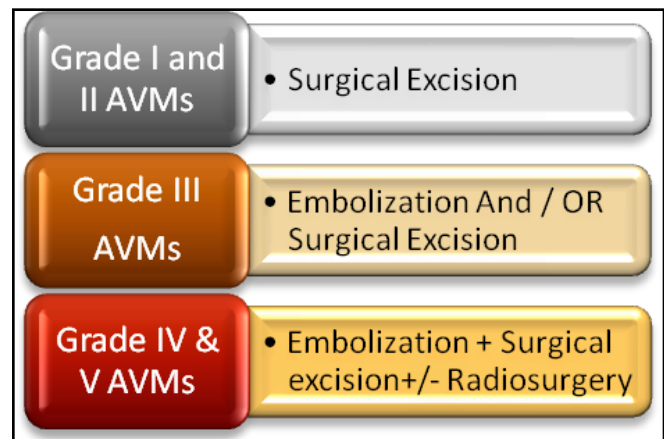 Grade I and
II AVMs
• Surgical Excision
Grade III
AVMs
• Embolization And / OR
Surgical Excision
Grade IV &
V AVMs
• Embolization + Surgical
excision+/- Radiosurgery